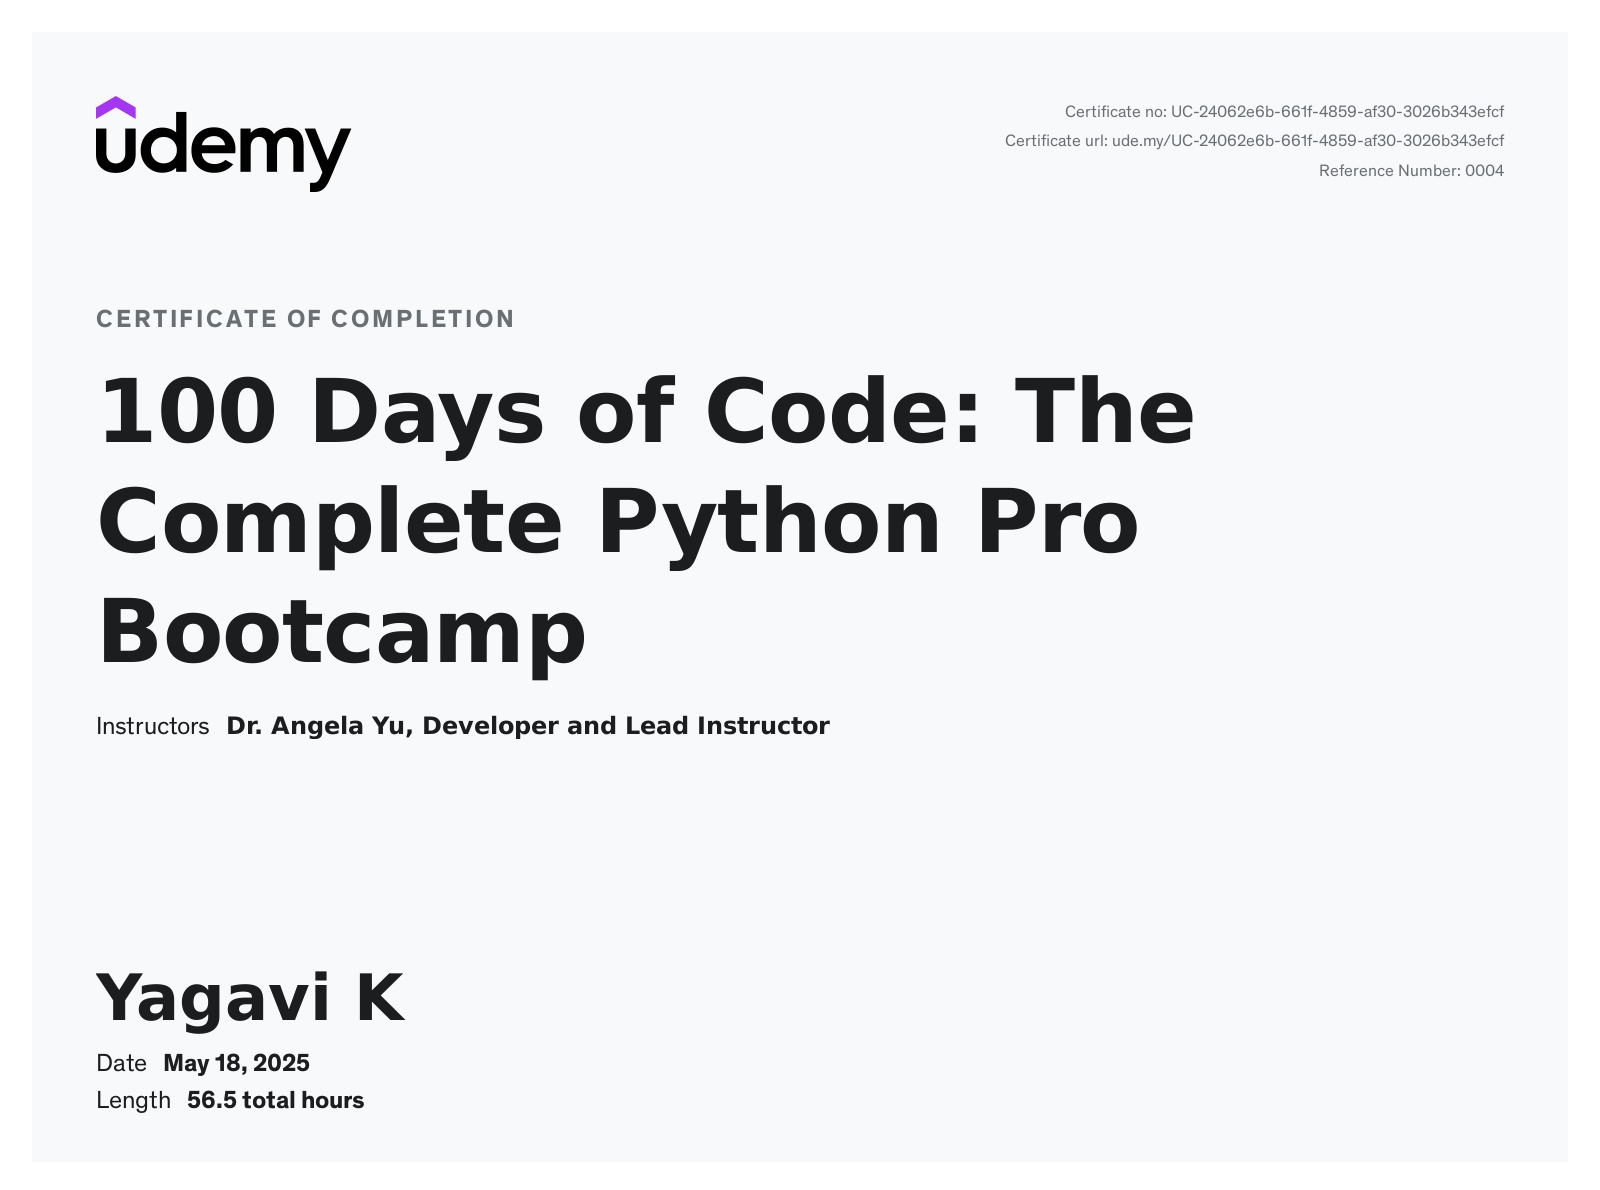 udemy
Certificate no: UC-24062e6b-661f-4859-af30-3026b343efcf
Certificate url: ude.my/UC-24062e6b-661f-4859-af30-3026b343efcf
Reference Number: 0004
CERTIFICATE OF COMPLETION
100 Days of Code: The
Complete Python Pro
Bootcamp
Instructors Dr. Angela Yu, Developer and Lead Instructor
Yagavi K
Date May 18, 2025
Length 56.5 total hours